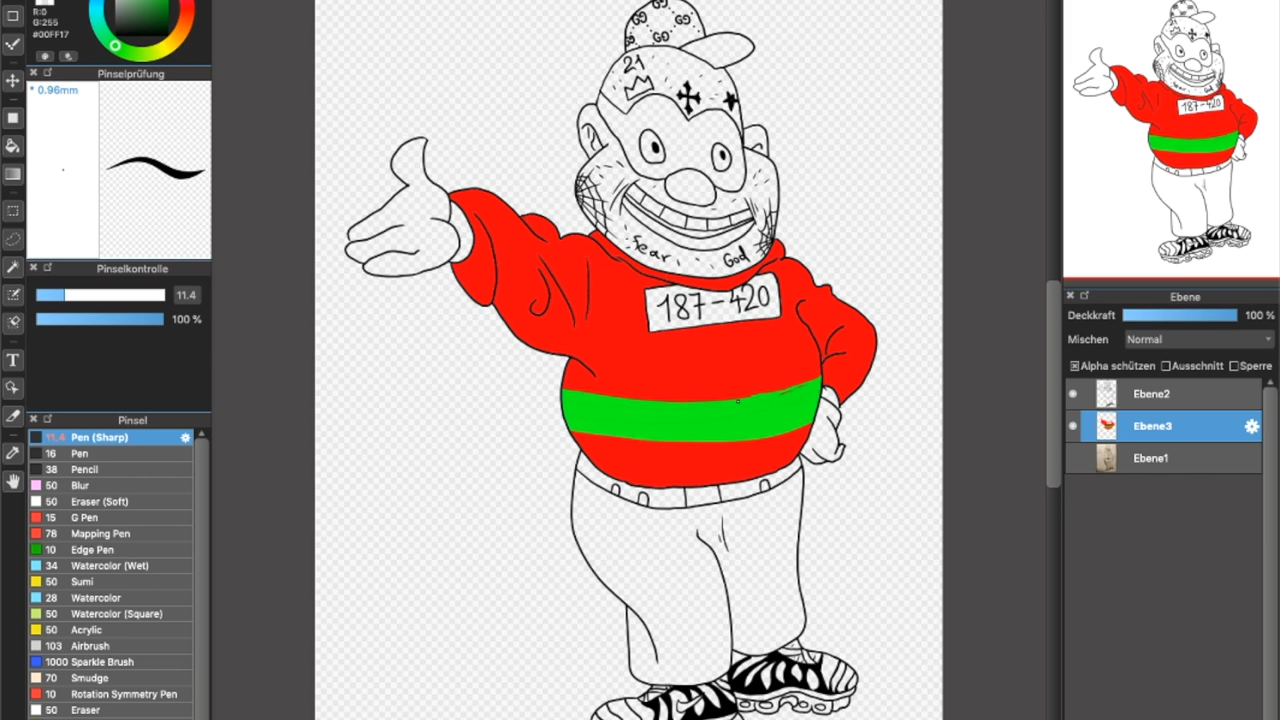 R:0
G:255
#00FF17
Pinselprüfung
* 0.96mm
Pinselkontrolle
11.4
100 %
Pinsel
11.4 Pen (Sharp)
16 Pen
38 Pencil
50 Blur
50 Eraser (Soft)
15 G Pen
78 Mapping Pen
10 Edge Pen
34 Watercolor (Wet)
50 Sumi
28 Watercolor
50 Watercolor (Square)
50 Acrylic
103 Airbrush
1000 Sparkle Brush
70 Smudge
10 Rotation Symmetry Pen
50 Eraser
T
21
fear God
187-420
187-420
Ebene
Deckkraft 100 %
Mischen Normal
Alpha schützen Ausschnitt Sperre
Ebene2
Ebene3
Ebene1